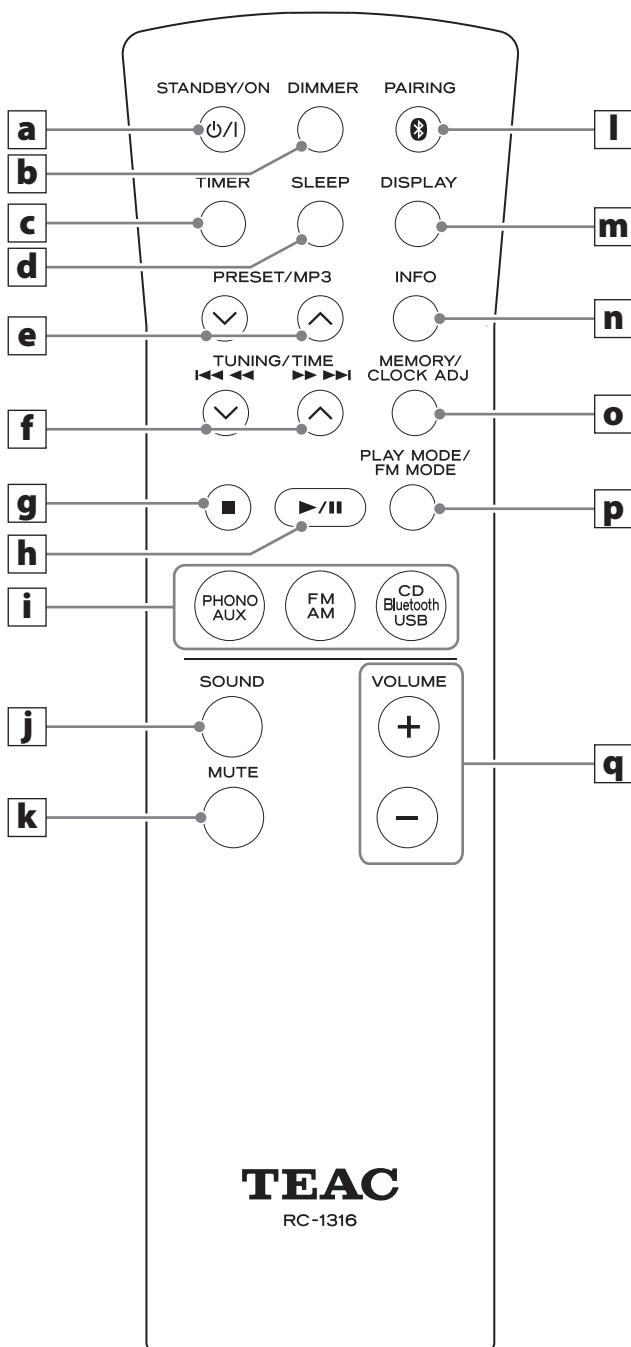 STANDBY/ON DIMMER PAIRING
a
l
b
TIMER SLEEP DISPLAY
c
m
d
PRESET/MP3 INFO
n
e
TUNING/TIME MEMORY/
CLOCK ADJ
f
o
PLAY MODE/
FM MODE
g
p
h
i
PHONO
AUX
FM
AM
CD
Bluetooth
USB
SOUND VOLUME
j
+
q
MUTE
k
−
TEAC
RC-1316